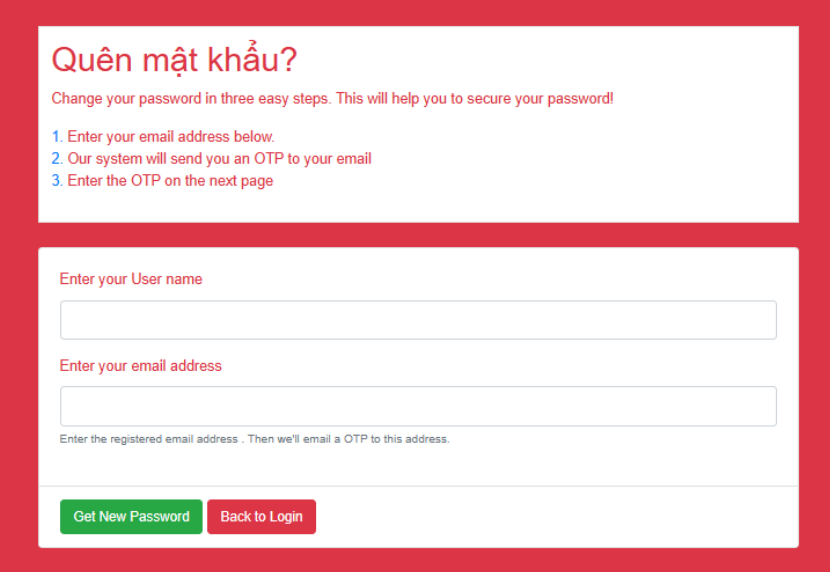 Quên mật khẩu?
Change your password in three easy steps. This will help you to secure your password!
1. Enter your email address below.
2. Our system will send you an OTP to your email
3. Enter the OTP on the next page
Enter your User name
Enter your email address
Enter the registered email address . Then we'll email a OTP to this address.
Get New Password Back to Login